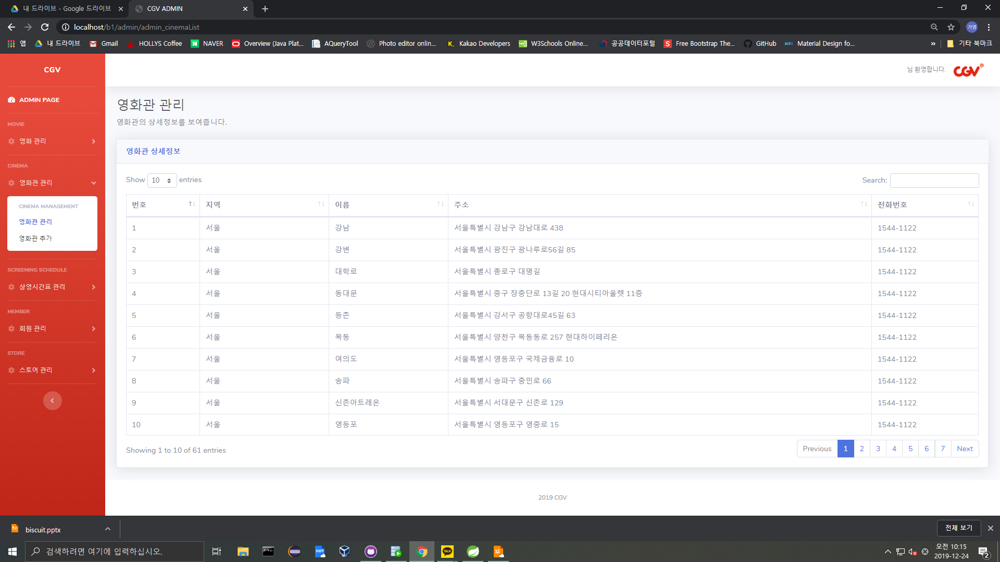 내 드라이브 - Google 드라이브
CGV ADMIN
localhost/b1/admin/admin_cinemaList
가영
앱
내 드라이브
Gmail
HOLLYS Coffee
NAVER
Overview (Java Plat...
AQueryTool
Photo editor onlin...
Kakao Developers
W3Schools Online...
공공데이터포털
Free Bootstrap The...
GitHub
Material Design fo...
»
기타 북마크
CGV
님 환영합니다.
CGV
ADMIN PAGE
MOVIE
영화 관리
CINEMA
영화관 관리
CINEMA MANAGEMENT
영화관 관리
영화관 추가
SCREENING SCHEDULE
상영시간표 관리
MEMBER
회원 관리
STORE
스토어 관리
영화관 관리
영화관의 상세정보를 보여줍니다.
영화관 상세정보
Show 10 entries
Search:
번호 지역 이름 주소 전화번호
1 서울 강남 서울특별시 강남구 강남대로 438 1544-1122
2 서울 강변 서울특별시 광진구 광나루로56길 85 1544-1122
3 서울 대학로 서울특별시 종로구 대명길 1544-1122
4 서울 동대문 서울특별시 중구 장충단로 13길 20 현대시티아울렛 11층 1544-1122
5 서울 등촌 서울특별시 강서구 공항대로45길 63 1544-1122
6 서울 목동 서울특별시 양천구 목동동로 257 현대하이페리온 1544-1122
7 서울 여의도 서울특별시 영등포구 국제금융로 10 1544-1122
8 서울 송파 서울특별시 송파구 충민로 66 1544-1122
9 서울 신촌아트레온 서울특별시 서대문구 신촌로 129 1544-1122
10 서울 영등포 서울특별시 영등포구 영중로 15 1544-1122
Showing 1 to 10 of 61 entries
Previous 1 2 3 4 5 6 7 Next
2019 CGV
biscuit.pptx
전체 보기
검색하려면 여기에 입력하십시오.
HWP
TALK
오전 10:15
2019-12-24
2